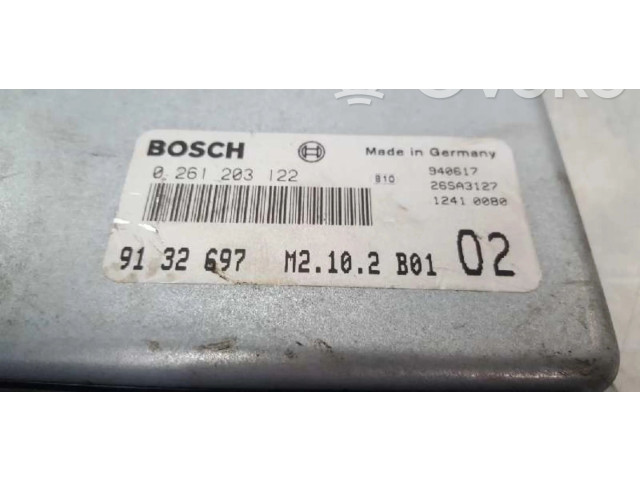 BOSCH Made in Germany
0 261 203 122 B10 940617
26SA3127
1241 0080
91 32 697 M2.10.2 B01 02